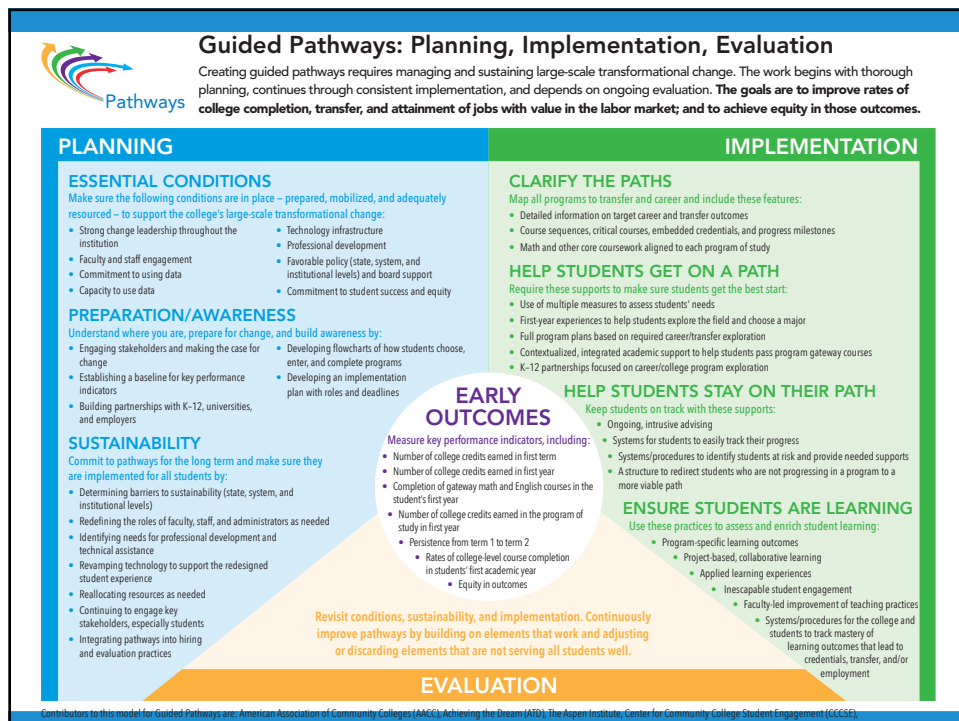 Guided Pathways: Planning, Implementation, Evaluation
Creating guided pathways requires managing and sustaining large-scale transformational change. The work begins with thorough
planning, continues through consistent implementation, and depends on ongoing evaluation. The goals are to improve rates of
college completion, transfer, and attainment of jobs with value in the labor market; and to achieve equity in those outcomes.
Pathways
PLANNING
ESSENTIAL CONDITIONS
Make sure the following conditions are in place – prepared, mobilized, and adequately
resourced – to support the college's large-scale transformational change:
• Strong change leadership throughout the
institution
• Faculty and staff engagement
• Commitment to using data
• Capacity to use data
• Technology infrastructure
• Professional development
• Favorable policy (state, system, and
institutional levels) and board support
• Commitment to student success and equity
PREPARATION/AWARENESS
Understand where you are, prepare for change, and build awareness by:
• Engaging stakeholders and making the case for
change
• Establishing a baseline for key performance
indicators
• Building partnerships with K–12, universities,
and employers
• Developing flowcharts of how students choose,
enter, and complete programs
• Developing an implementation
plan with roles and deadlines
SUSTAINABILITY
Commit to pathways for the long term and make sure they
are implemented for all students by:
• Determining barriers to sustainability (state, system, and
institutional levels)
• Redefining the roles of faculty, staff, and administrators as needed
• Identifying needs for professional development and
technical assistance
• Revamping technology to support the redesigned
student experience
• Reallocating resources as needed
• Continuing to engage key
stakeholders, especially students
• Integrating pathways into hiring
and evaluation practices
EARLY
OUTCOMES
Measure key performance indicators, including:
• Number of college credits earned in first term
• Number of college credits earned in first year
• Completion of gateway math and English courses in the
student's first year
• Number of college credits earned in the program of
study in first year
• Persistence from term 1 to term 2
• Rates of college-level course completion
in students' first academic year
• Equity in outcomes
IMPLEMENTATION
CLARIFY THE PATHS
Map all programs to transfer and career and include these features:
• Detailed information on target career and transfer outcomes
• Course sequences, critical courses, embedded credentials, and progress milestones
• Math and other core coursework aligned to each program of study
HELP STUDENTS GET ON A PATH
Require these supports to make sure students get the best start:
• Use of multiple measures to assess students' needs
• First-year experiences to help students explore the field and choose a major
• Full program plans based on required career/transfer exploration
• Contextualized, integrated academic support to help students pass program gateway courses
• K–12 partnerships focused on career/college program exploration
HELP STUDENTS STAY ON THEIR PATH
Keep students on track with these supports:
• Ongoing, intrusive advising
• Systems for students to easily track their progress
• Systems/procedures to identify students at risk and provide needed supports
• A structure to redirect students who are not progressing in a program to a
more viable path
ENSURE STUDENTS ARE LEARNING
Use these practices to assess and enrich student learning:
• Program-specific learning outcomes
• Project-based, collaborative learning
• Applied learning experiences
• Inescapable student engagement
• Faculty-led improvement of teaching practices
• Systems/procedures for the college and
students to track mastery of
learning outcomes that lead to
credentials, transfer, and/or
employment
Revisit conditions, sustainability, and implementation. Continuously
improve pathways by building on elements that work and adjusting
or discarding elements that are not serving all students well.
EVALUATION
Contributors to this model for Guided Pathways are: American Association of Community Colleges (AACC), Achieving the Dream (ATD), The Aspen Institute, Center for Community College Student Engagement (CCCSE),